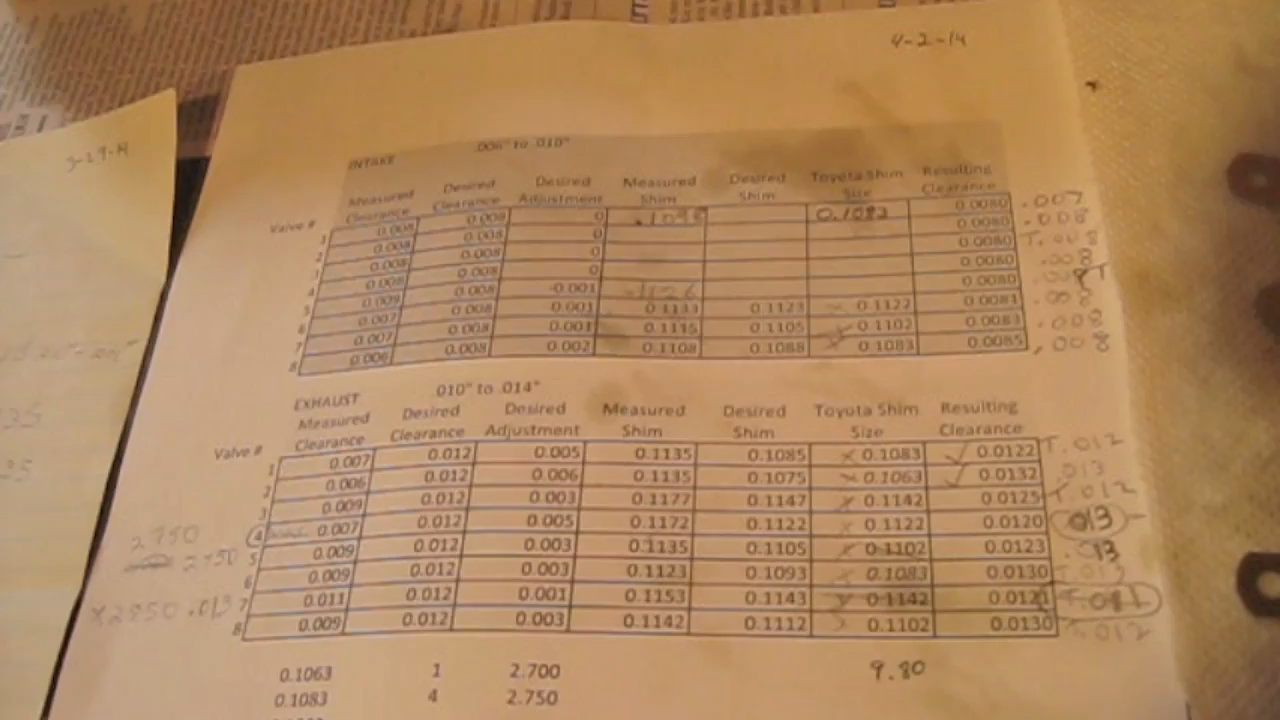 4-2-14
3-29-14
INTAKE .006" to .010"
Valve # Measured Clearance Desired Clearance Desired Adjustment Measured Shim Desired Shim Toyota Shim Size Resulting Clearance
1 0.008 0.008 0 .1098 0.1083 0.0080 .007
2 0.008 0.008 0 0.0080 .008
3 0.008 0.008 0 0.0080 T.008
4 0.008 0.008 0 0.0080 .008
5 0.009 0.008 -0.001 .1126 0.0080
6 0.007 0.008 0.001 0.1133 0.1123 0.1122 0.0083 .008
7 0.007 0.008 0.001 0.1115 0.1105 0.1102 0.0083 .008
8 0.006 0.008 0.002 0.1108 0.1088 0.1083 0.0085 .008
EXHAUST .010" to .014"
Valve # Measured Clearance Desired Clearance Desired Adjustment Measured Shim Desired Shim Toyota Shim Size Resulting Clearance
1 0.007 0.012 0.005 0.1135 0.1085 x 0.1083 ✓ 0.0122 T.012
2 0.006 0.012 0.006 0.1135 0.1075 x 0.1063 ✓ 0.0132 .013
3 0.009 0.012 0.003 0.1177 0.1147 x 0.1142 0.0125 T.012
4 0.007 0.012 0.005 0.1172 0.1122 x 0.1122 0.0120 013
5 0.009 0.012 0.003 0.1135 0.1105 x 0.1102 0.0123 .013
6 0.009 0.012 0.003 0.1123 0.1093 x 0.1083 0.0130 T.013
7 0.011 0.012 0.001 0.1153 0.1143 x 0.1142 0.0121 T.011
8 0.009 0.012 0.003 0.1142 0.1112 x 0.1102 0.0130 T.012
2750
2750
x2850 .013
0.1063 1 2.700 9.80
0.1083 4 2.750